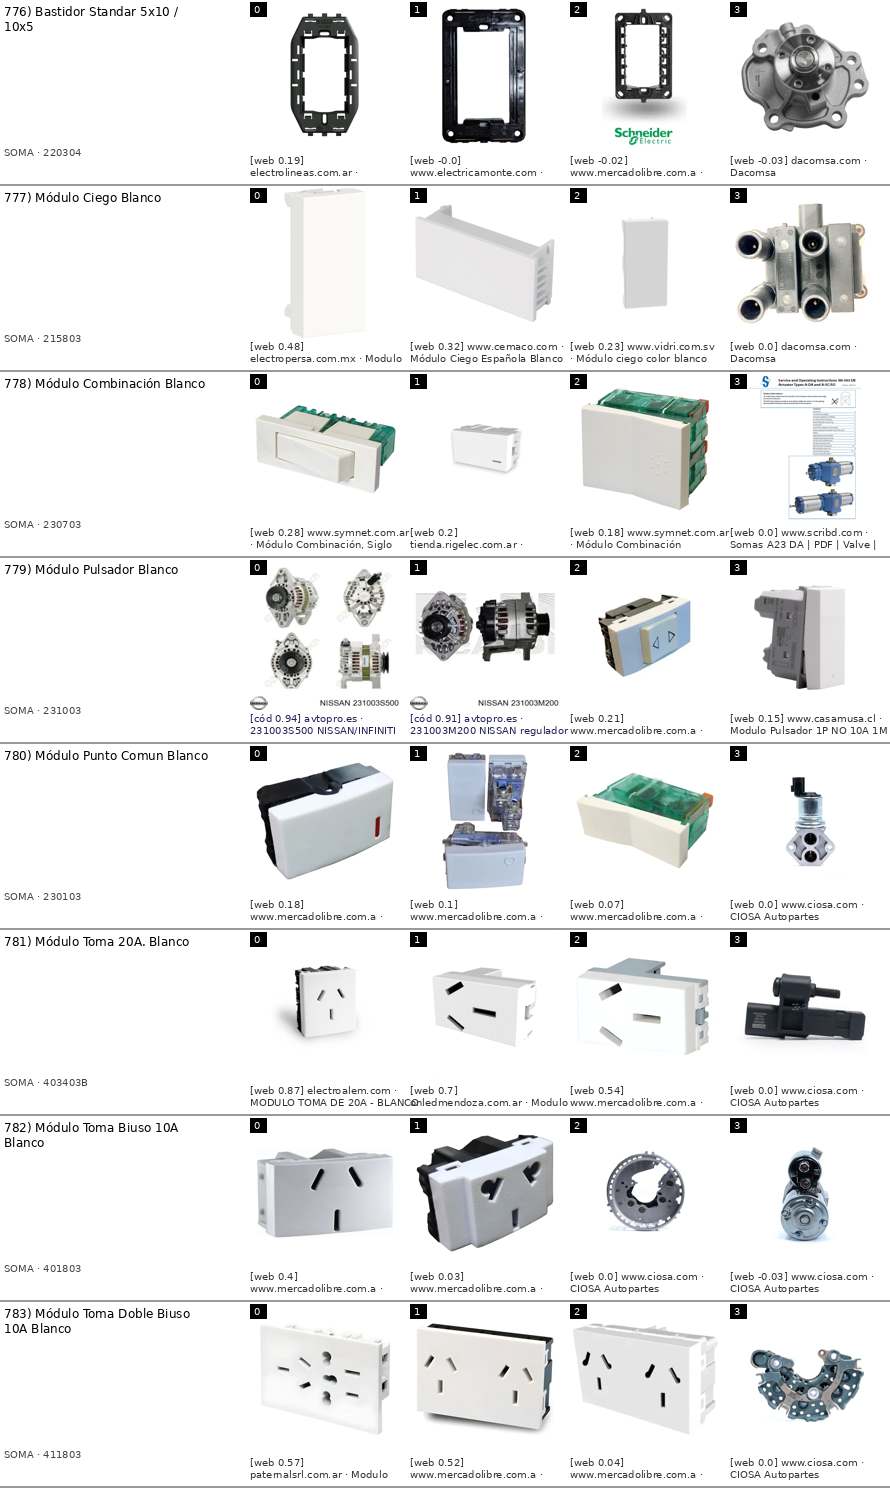 776) Bastidor Standar 5x10 /
10x5
SOMA · 220304
0
[web 0.19]
electrolineas.com.ar ·
1
[web -0.0]
www.electricamonte.com ·
2
Schneider
Electric
[web -0.02]
www.mercadolibre.com.a ·
3
[web -0.03] dacomsa.com ·
Dacomsa
777) Módulo Ciego Blanco
SOMA · 215803
0
[web 0.48]
electropersa.com.mx · Modulo
1
[web 0.32] www.cemaco.com ·
Módulo Ciego Española Blanco
2
[web 0.23] www.vidri.com.sv
· Módulo ciego color blanco
3
[web 0.0] dacomsa.com ·
Dacomsa
778) Módulo Combinación Blanco
SOMA · 230703
0
[web 0.28] www.symnet.com.ar
· Módulo Combinación, Siglo
1
[web 0.2]
tienda.rigelec.com.ar ·
2
[web 0.18] www.symnet.com.ar
· Módulo Combinación
3
[web 0.0] www.scribd.com ·
Somas A23 DA | PDF | Valve |
779) Módulo Pulsador Blanco
SOMA · 231003
0
NISSAN 231003S500
[cód 0.94] avtopro.es ·
231003S500 NISSAN/INFINITI
1
NISSAN 231003M200
[cód 0.91] avtopro.es ·
231003M200 NISSAN regulador
2
[web 0.21]
www.mercadolibre.com.a ·
3
[web 0.15] www.casamusa.cl ·
Modulo Pulsador 1P NO 10A 1M
780) Módulo Punto Comun Blanco
SOMA · 230103
0
[web 0.18]
www.mercadolibre.com.a ·
1
[web 0.1]
www.mercadolibre.com.a ·
2
[web 0.07]
www.mercadolibre.com.a ·
3
[web 0.0] www.ciosa.com ·
CIOSA Autopartes
781) Módulo Toma 20A. Blanco
SOMA · 403403B
0
[web 0.87] electroalem.com ·
MODULO TOMA DE 20A - BLANCO
1
[web 0.7]
onledmendoza.com.ar · Modulo
2
[web 0.54]
www.mercadolibre.com.a ·
3
[web 0.0] www.ciosa.com ·
CIOSA Autopartes
782) Módulo Toma Biuso 10A
Blanco
SOMA · 401803
0
[web 0.4]
www.mercadolibre.com.a ·
1
[web 0.03]
www.mercadolibre.com.a ·
2
[web 0.0] www.ciosa.com ·
CIOSA Autopartes
3
[web -0.03] www.ciosa.com ·
CIOSA Autopartes
783) Módulo Toma Doble Biuso
10A Blanco
SOMA · 411803
0
[web 0.57]
paternalsrl.com.ar · Modulo
1
[web 0.52]
www.mercadolibre.com.a ·
2
[web 0.04]
www.mercadolibre.com.a ·
3
[web 0.0] www.ciosa.com ·
CIOSA Autopartes